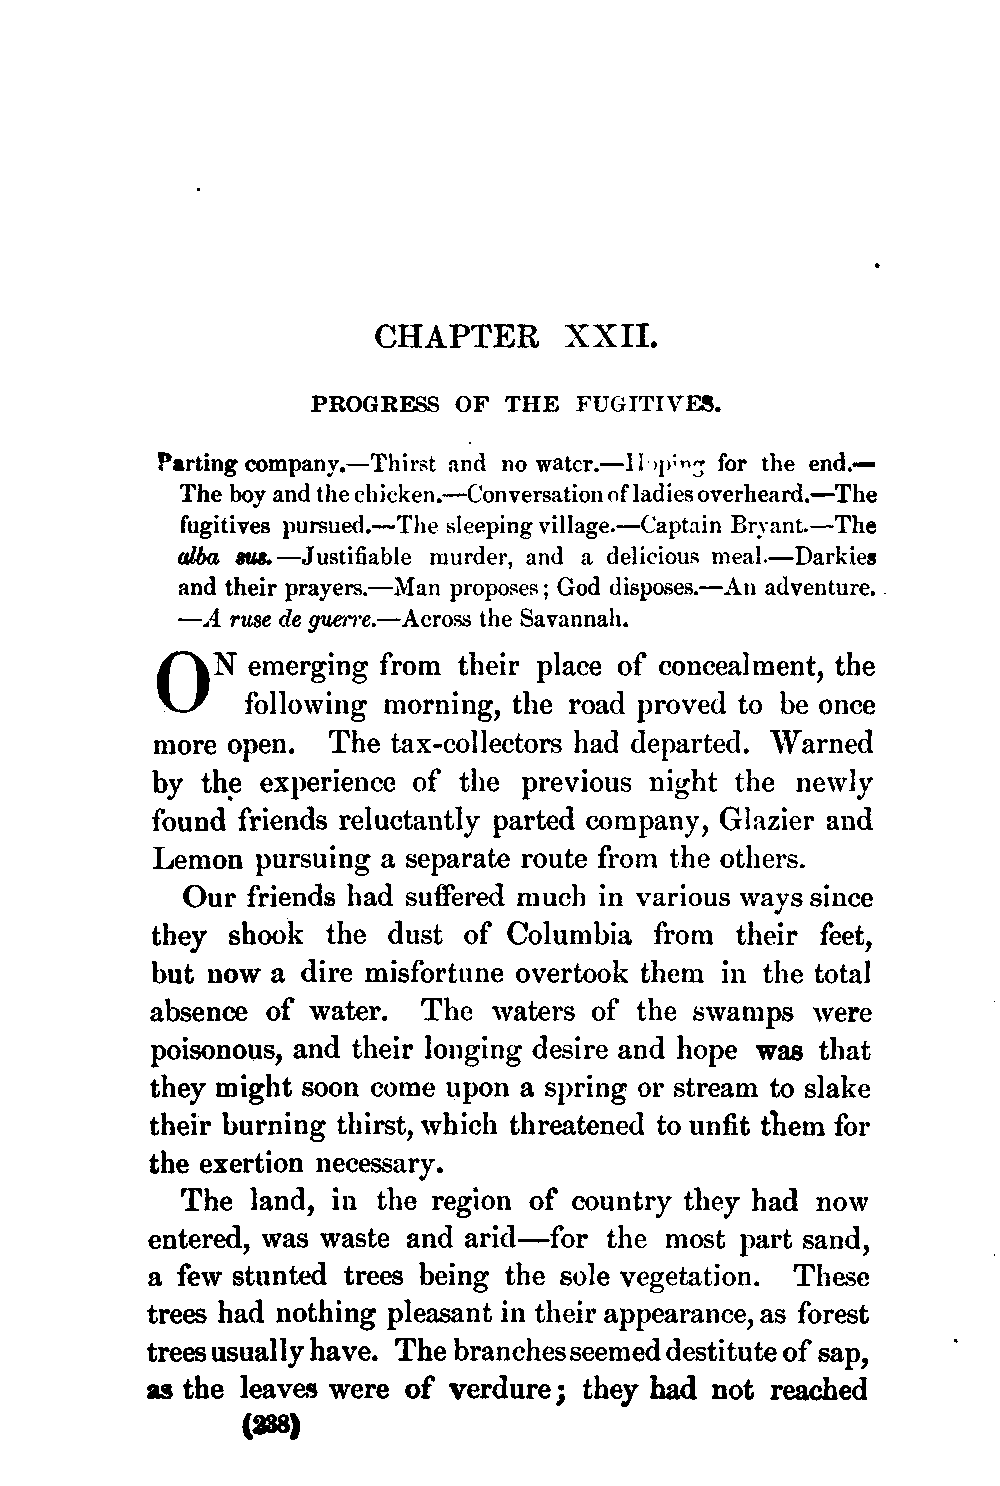 CHAPTER XXII.
PROGRESS OF THE FUGITIVES.
Parting company.—Thirst and no water.—Hoping for the end.—
The boy and the chicken.—Conversation of ladies overheard.—The
fugitives pursued.—The sleeping village.—Captain Bryant.—The
alba sus.—Justifiable murder, and a delicious meal.—Darkies
and their prayers.—Man proposes; God disposes.—An adventure.
—A ruse de guerre.—Across the Savannah.
ON emerging from their place of concealment, the
following morning, the road proved to be once
more open. The tax-collectors had departed. Warned
by the experience of the previous night the newly
found friends reluctantly parted company, Glazier and
Lemon pursuing a separate route from the others.
Our friends had suffered much in various ways since
they shook the dust of Columbia from their feet,
but now a dire misfortune overtook them in the total
absence of water. The waters of the swamps were
poisonous, and their longing desire and hope was that
they might soon come upon a spring or stream to slake
their burning thirst, which threatened to unfit them for
the exertion necessary.
The land, in the region of country they had now
entered, was waste and arid—for the most part sand,
a few stunted trees being the sole vegetation. These
trees had nothing pleasant in their appearance, as forest
trees usually have. The branches seemed destitute of sap,
as the leaves were of verdure; they had not reached
(238)